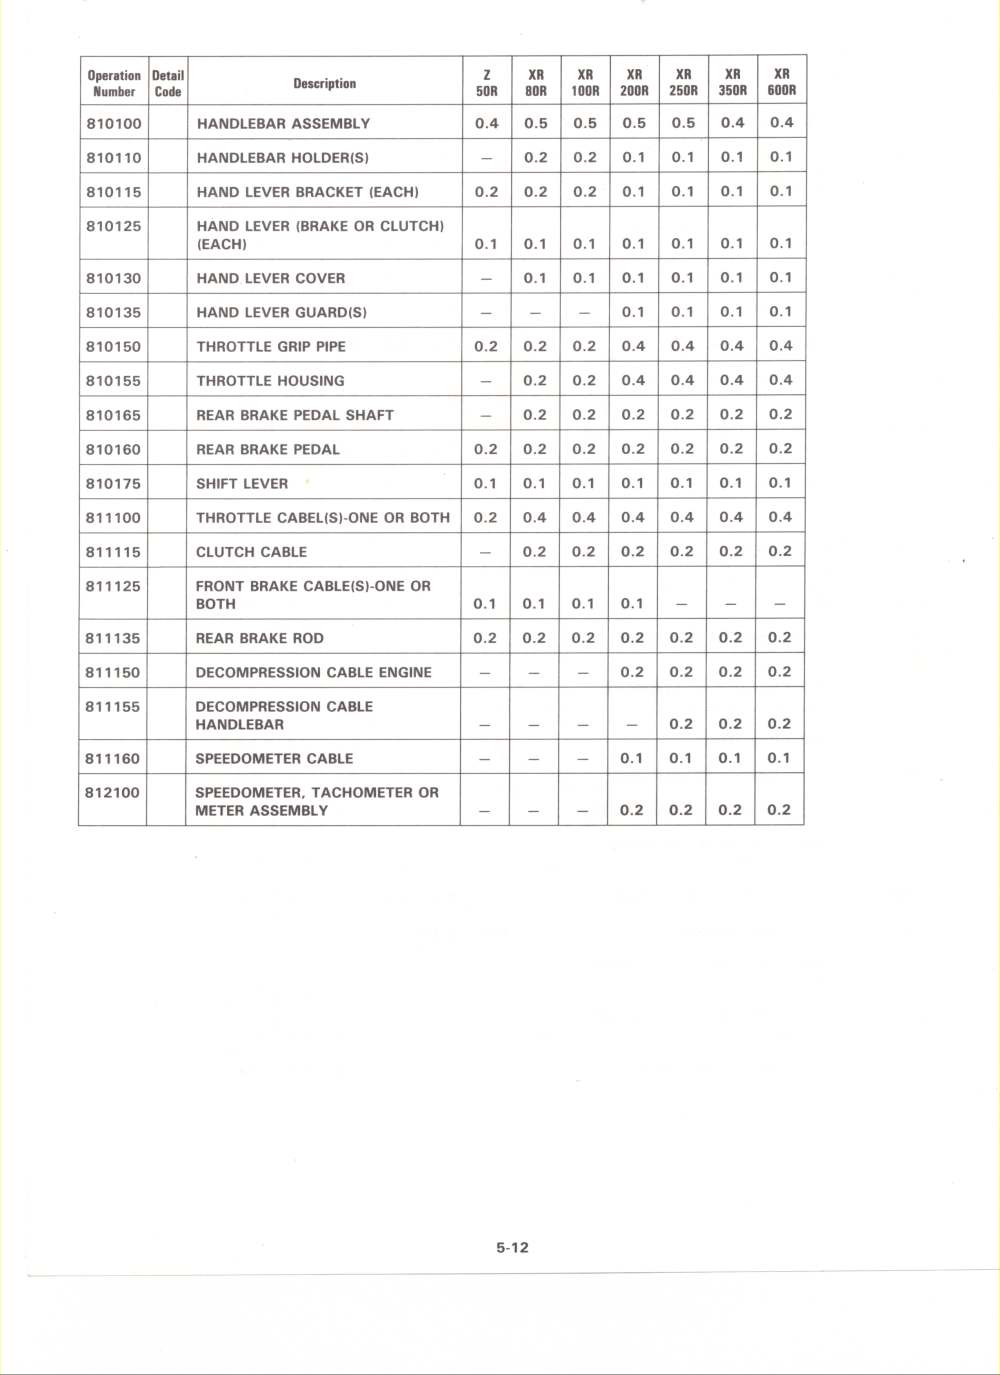 Operation Number Detail Code Description Z 50R XR 80R XR 100R XR 200R XR 250R XR 350R XR 600R
810100 HANDLEBAR ASSEMBLY 0.4 0.5 0.5 0.5 0.5 0.4 0.4
810110 HANDLEBAR HOLDER(S) – 0.2 0.2 0.1 0.1 0.1 0.1
810115 HAND LEVER BRACKET (EACH) 0.2 0.2 0.2 0.1 0.1 0.1 0.1
810125 HAND LEVER (BRAKE OR CLUTCH)
(EACH) 0.1 0.1 0.1 0.1 0.1 0.1 0.1
810130 HAND LEVER COVER – 0.1 0.1 0.1 0.1 0.1 0.1
810135 HAND LEVER GUARD(S) – – – 0.1 0.1 0.1 0.1
810150 THROTTLE GRIP PIPE 0.2 0.2 0.2 0.4 0.4 0.4 0.4
810155 THROTTLE HOUSING – 0.2 0.2 0.4 0.4 0.4 0.4
810165 REAR BRAKE PEDAL SHAFT – 0.2 0.2 0.2 0.2 0.2 0.2
810160 REAR BRAKE PEDAL 0.2 0.2 0.2 0.2 0.2 0.2 0.2
810175 SHIFT LEVER 0.1 0.1 0.1 0.1 0.1 0.1 0.1
811100 THROTTLE CABEL(S)-ONE OR BOTH 0.2 0.4 0.4 0.4 0.4 0.4 0.4
811115 CLUTCH CABLE – 0.2 0.2 0.2 0.2 0.2 0.2
811125 FRONT BRAKE CABLE(S)-ONE OR
BOTH 0.1 0.1 0.1 0.1 – – –
811135 REAR BRAKE ROD 0.2 0.2 0.2 0.2 0.2 0.2 0.2
811150 DECOMPRESSION CABLE ENGINE – – – 0.2 0.2 0.2 0.2
811155 DECOMPRESSION CABLE
HANDLEBAR – – – – 0.2 0.2 0.2
811160 SPEEDOMETER CABLE – – – 0.1 0.1 0.1 0.1
812100 SPEEDOMETER, TACHOMETER OR
METER ASSEMBLY – – – 0.2 0.2 0.2 0.2
5-12